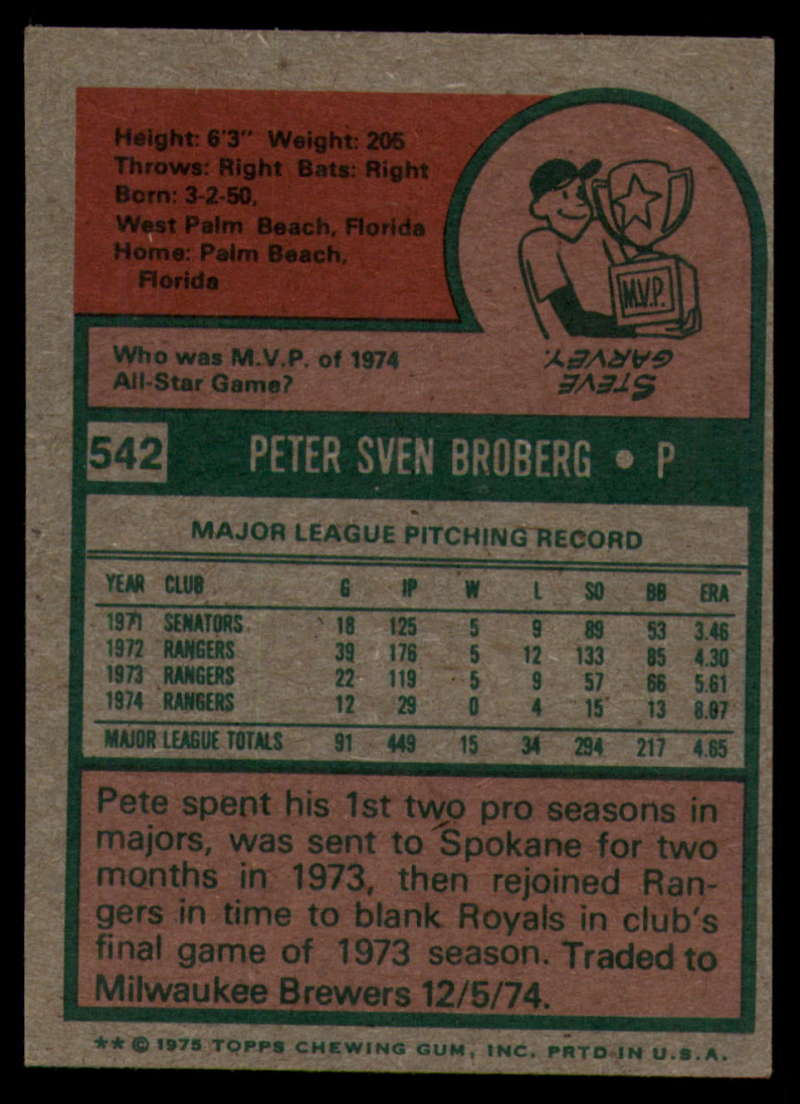 Height: 6'3" Weight: 205
Throws: Right Bats: Right
Born: 3-2-50,
West Palm Beach, Florida
Home: Palm Beach,
Florida
M.V.P.
Who was M.V.P. of 1974
All-Star Game?
STEVE
GARVEY.
542 PETER SVEN BROBERG • P
MAJOR LEAGUE PITCHING RECORD
YEAR CLUB G IP W L SO BB ERA
1971 SENATORS 18 125 5 9 89 53 3.46
1972 RANGERS 39 176 5 12 133 85 4.30
1973 RANGERS 22 119 5 9 57 66 5.61
1974 RANGERS 12 29 0 4 15 13 8.07
MAJOR LEAGUE TOTALS 91 449 15 34 294 217 4.65
Pete spent his 1st two pro seasons in
majors, was sent to Spokane for two
months in 1973, then rejoined Ran-
gers in time to blank Royals in club's
final game of 1973 season. Traded to
Milwaukee Brewers 12/5/74.
** © 1975 TOPPS CHEWING GUM, INC. PRTD IN U.S.A.